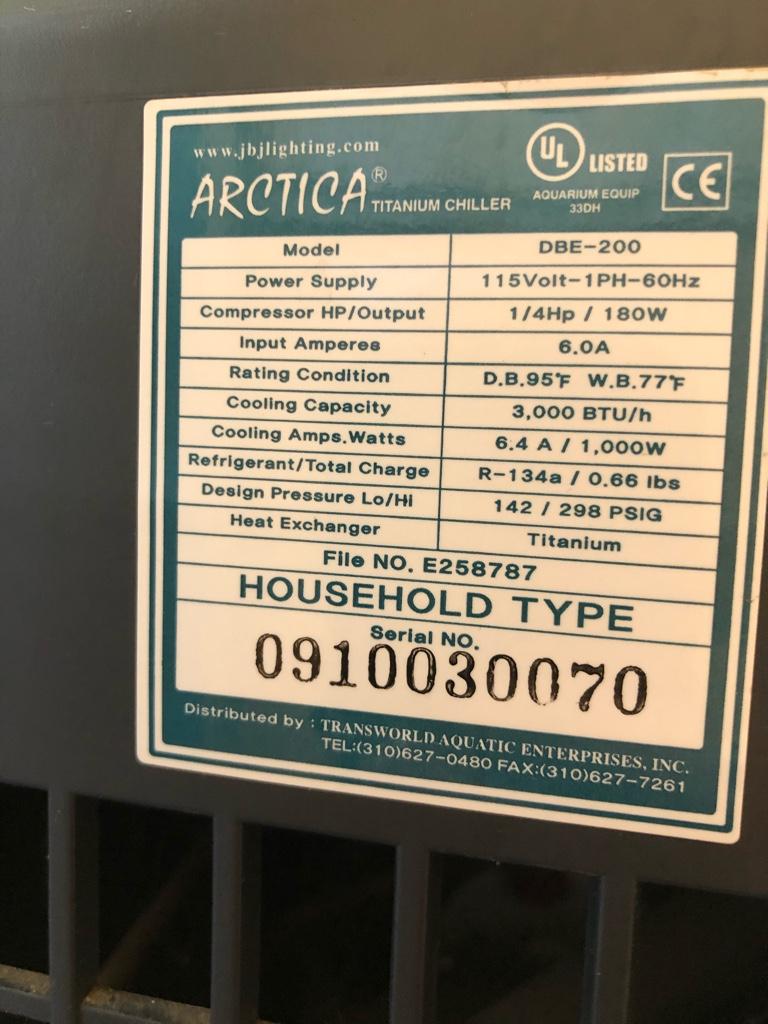 www.jbjlighting.com
ARCTICA® TITANIUM CHILLER
UL LISTED
AQUARIUM EQUIP
33DH
CE
Model DBE-200
Power Supply 115Volt-1PH-60Hz
Compressor HP/Output 1/4Hp / 180W
Input Amperes 6.0A
Rating Condition D.B.95°F W.B.77°F
Cooling Capacity 3,000 BTU/h
Cooling Amps.Watts 6.4 A / 1,000W
Refrigerant/Total Charge R-134a / 0.66 lbs
Design Pressure Lo/Hi 142 / 298 PSIG
Heat Exchanger Titanium
File NO. E258787
HOUSEHOLD TYPE
Serial NO.
0910030070
Distributed by : TRANSWORLD AQUATIC ENTERPRISES, INC.
TEL:(310)627-0480 FAX:(310)627-7261